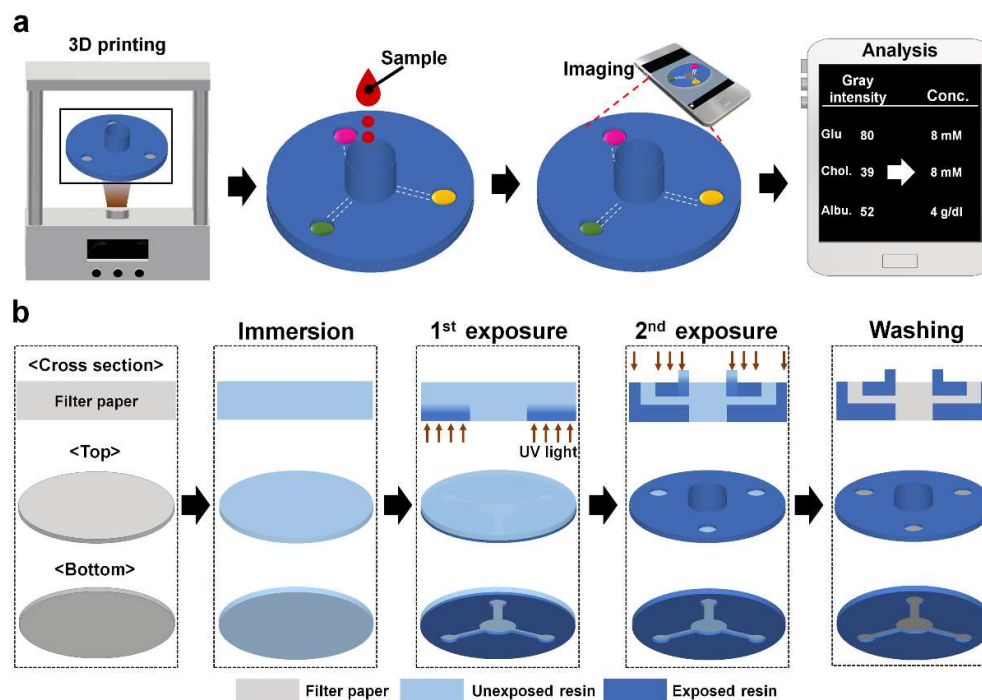 a
3D printing
Sample
Imaging
Analysis
Gray intensity Conc.
Glu 80 8 mM
Chol. 39 8 mM
Albu. 52 4 g/dl
b
Immersion
1st exposure
2nd exposure
Washing
<Cross section>
Filter paper
UV light
<Top>
<Bottom>
Filter paper
Unexposed resin
Exposed resin